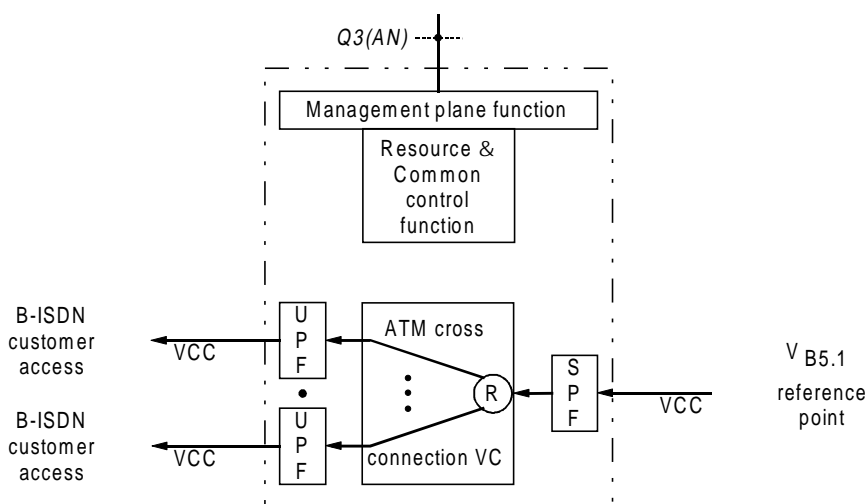 Q3(AN)
Management plane function
Resource &
Common
control
function
B-ISDN
customer
access
VCC
U
P
F
ATM cross
R
S
P
F
VCC
V B5.1
reference
point
B-ISDN
customer
access
VCC
U
P
F
connection VC